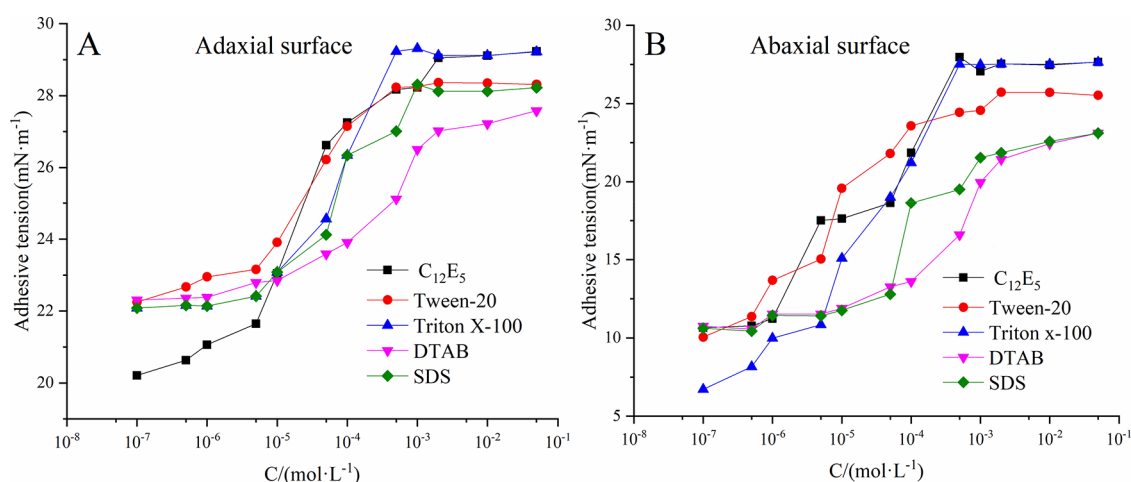 A
Adaxial surface
Adhesive tension(mN·m⁻¹)
30
28
26
24
22
20
C₁₂E₅
Tween-20
Triton X-100
DTAB
SDS
10⁻⁸ 10⁻⁷ 10⁻⁶ 10⁻⁵ 10⁻⁴ 10⁻³ 10⁻² 10⁻¹
C/(mol·L⁻¹)
B
Abaxial surface
Adhesive tension(mN·m⁻¹)
30
25
20
15
10
5
C₁₂E₅
Tween-20
Triton x-100
DTAB
SDS
10⁻⁸ 10⁻⁷ 10⁻⁶ 10⁻⁵ 10⁻⁴ 10⁻³ 10⁻² 10⁻¹
C/(mol·L⁻¹)